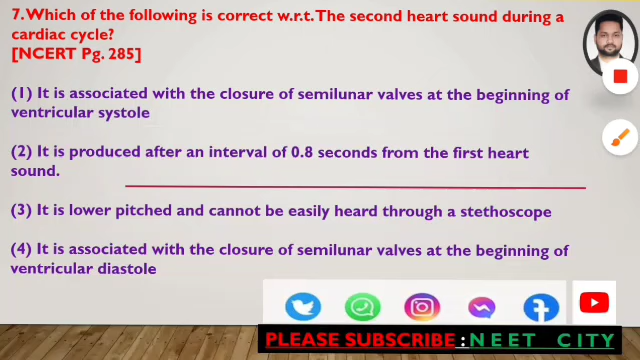 7. Which of the following is correct w.r.t. The second heart sound during a
cardiac cycle?
[NCERT Pg. 285]
(1) It is associated with the closure of semilunar valves at the beginning of
ventricular systole
(2) It is produced after an interval of 0.8 seconds from the first heart
sound.
(3) It is lower pitched and cannot be easily heard through a stethoscope
(4) It is associated with the closure of semilunar valves at the beginning of
ventricular diastole
PLEASE SUBSCRIBE : NEET CITY